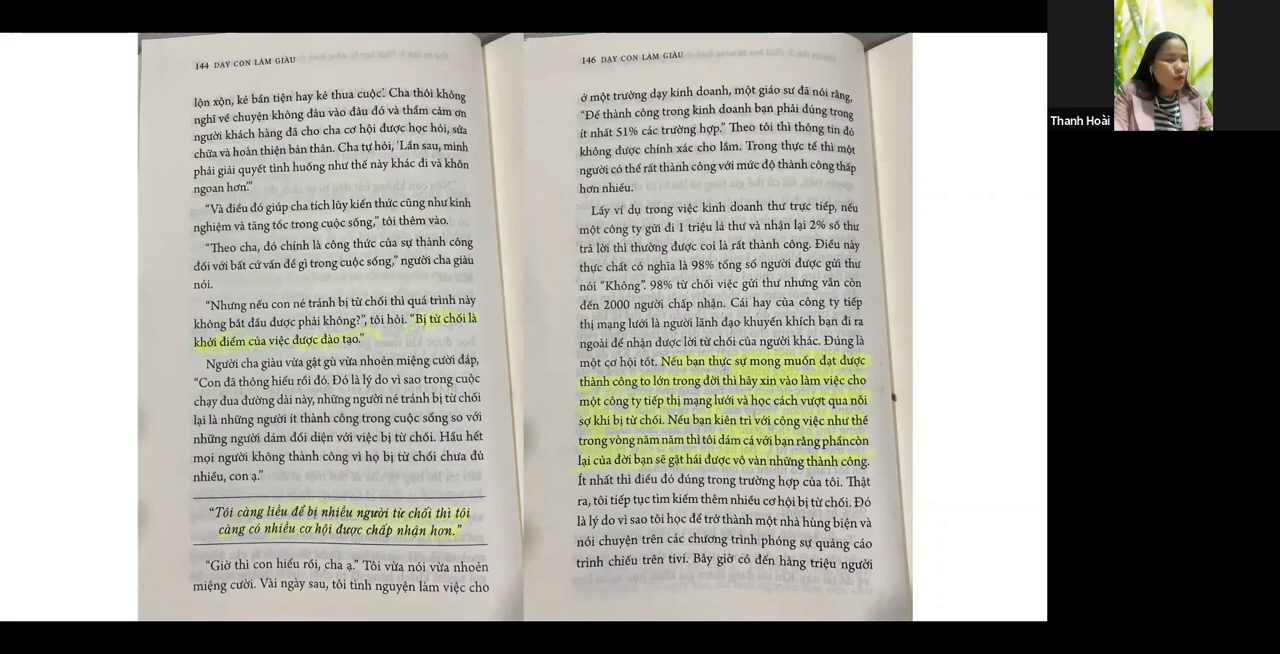 144 DẠY CON LÀM GIÀU
lộn xộn, kẻ bần tiện hay kẻ thua cuộc'. Cha thôi không
nghĩ về chuyện không đâu vào đâu đó và thầm cảm ơn
người khách hàng đã cho cha cơ hội được học hỏi, sửa
chữa và hoàn thiện bản thân. Cha tự hỏi, 'Lần sau, mình
phải giải quyết tình huống như thế này khác đi và khôn
ngoan hơn'."
"Và điều đó giúp cha tích lũy kiến thức cũng như kinh
nghiệm và tăng tốc trong cuộc sống," tôi thêm vào.
"Theo cha, đó chính là công thức của sự thành công
đối với bất cứ vấn đề gì trong cuộc sống," người cha giàu
nói.
"Nhưng nếu con né tránh bị từ chối thì quá trình này
không bắt đầu được phải không?", tôi hỏi. "Bị từ chối là
khởi điểm của việc được đào tạo."
Người cha giàu vừa gật gù vừa nhoẻn miệng cười đáp,
"Con đã thông hiểu rồi đó. Đó là lý do vì sao trong cuộc
chạy đua đường dài này, những người né tránh bị từ chối
lại là những người ít thành công trong cuộc sống so với
những người dám đối diện với việc bị từ chối. Hầu hết
mọi người không thành công vì họ bị từ chối chưa đủ
nhiều, con ạ."
"Tôi càng liều để bị nhiều người từ chối thì tôi
càng có nhiều cơ hội được chấp nhận hơn."
"Giờ thì con hiểu rồi, cha ạ." Tôi vừa nói vừa nhoẻn
miệng cười. Vài ngày sau, tôi tình nguyện làm việc cho
146 DẠY CON LÀM GIÀU
ở một trường dạy kinh doanh, một giáo sư đã nói rằng,
"Để thành công trong kinh doanh bạn phải đúng trong
ít nhất 51% các trường hợp." Theo tôi thì thông tin đó
không được chính xác cho lắm. Trong thực tế thì một
người có thể rất thành công với mức độ thành công thấp
hơn nhiều.
Lấy ví dụ trong việc kinh doanh thư trực tiếp, nếu
một công ty gửi đi 1 triệu lá thư và nhận lại 2% số thư
trả lời thì thường được coi là rất thành công. Điều này
thực chất có nghĩa là 98% tổng số người được gửi thư
nói "Không". 98% từ chối việc gửi thư nhưng vẫn còn
đến 2000 người chấp nhận. Cái hay của công ty tiếp
thị mạng lưới là người lãnh đạo khuyến khích bạn đi ra
ngoài để nhận được lời từ chối của người khác. Đúng là
một cơ hội tốt. Nếu bạn thực sự mong muốn đạt được
thành công to lớn trong đời thì hãy xin vào làm việc cho
một công ty tiếp thị mạng lưới và học cách vượt qua nỗi
sợ khi bị từ chối. Nếu bạn kiên trì với công việc như thế
trong vòng năm năm thì tôi dám cá với bạn rằng phần còn
lại của đời bạn sẽ gặt hái được vô vàn những thành công.
Ít nhất thì điều đó đúng trong trường hợp của tôi. Thật
ra, tôi tiếp tục tìm kiếm thêm nhiều cơ hội bị từ chối. Đó
là lý do vì sao tôi học để trở thành một nhà hùng biện và
nói chuyện trên các chương trình phóng sự quảng cáo
trình chiếu trên tivi. Bây giờ có đến hàng triệu người
Thanh Hoài